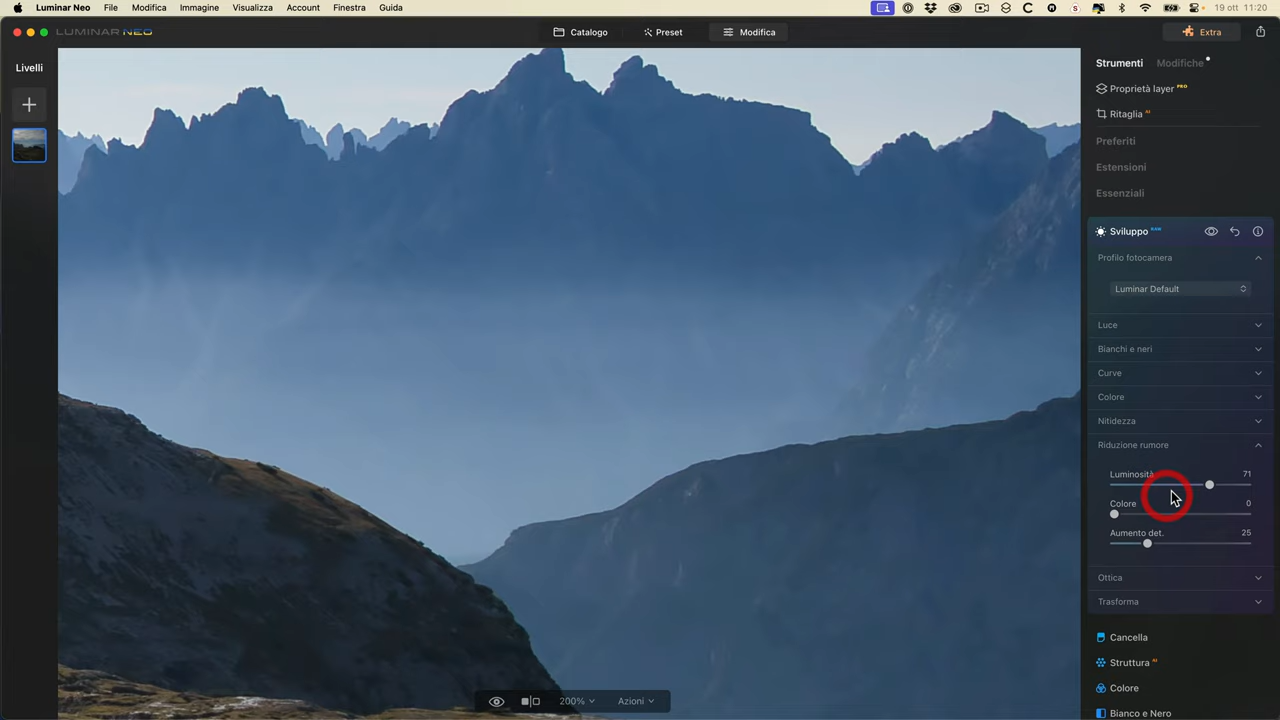 Luminar Neo File Modifica Immagine Visualizza Account Finestra Guida
19 ott 11:20
LUMINAR NEO
Catalogo
Preset
Modifica
Extra
Livelli
Strumenti
Modifiche
Proprietà layer PRO
Ritaglia AI
Preferiti
Estensioni
Essenziali
Sviluppo RAW
Profilo fotocamera
Luminar Default
Luce
Bianchi e neri
Curve
Colore
Nitidezza
Riduzione rumore
Luminosità 71
Colore 0
Aumento det. 25
Ottica
Trasforma
Cancella
Struttura AI
Colore
Bianco e Nero
200%
Azioni